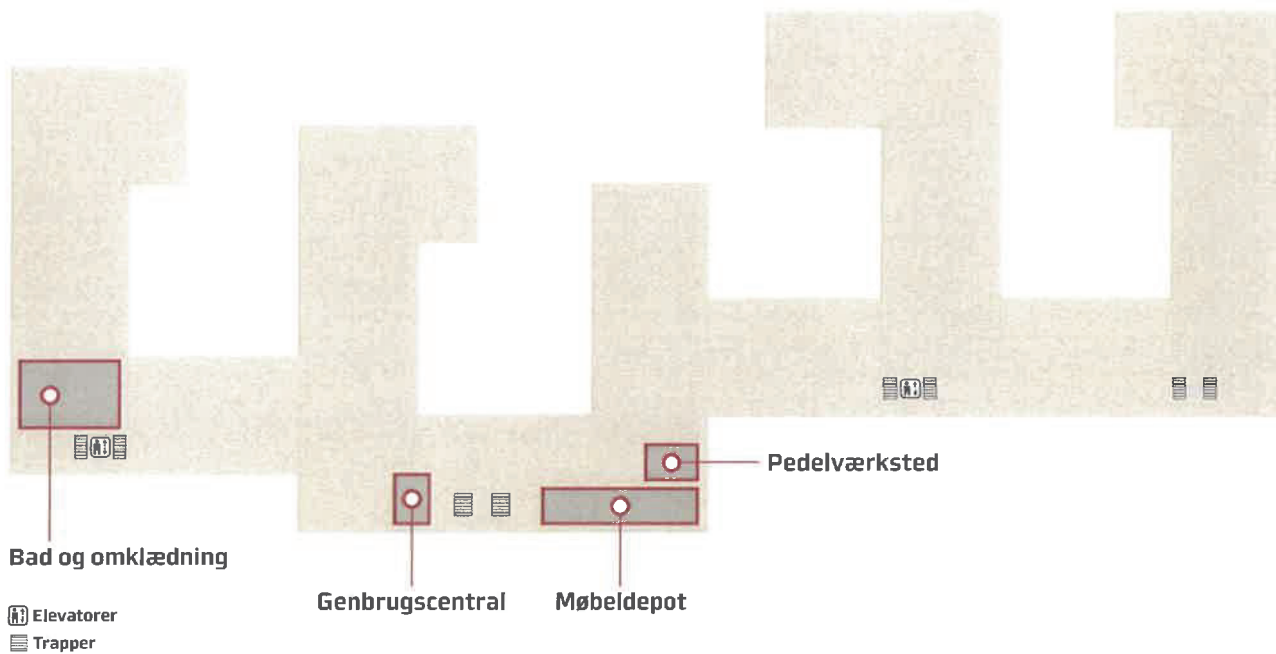 Pedelværksted
Bad og omklædning
Genbrugscentral
Møbeldepot
Elevatorer
Trapper